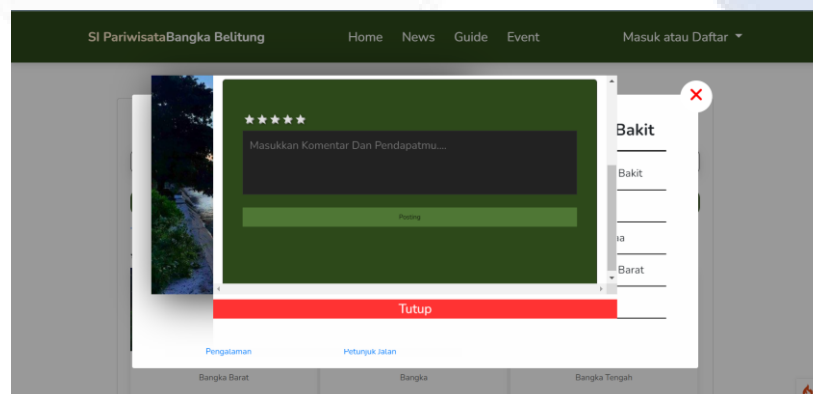 SI PariwisataBangka Belitung Home News Guide Event Masuk atau Daftar
Bakit
Masukkan Komentar Dan Pendapatmu....
Bakit
Posting
Barat
Tutup
Pengalaman Petunjuk Jalan
Bangka Barat Bangka Bangka Tengah